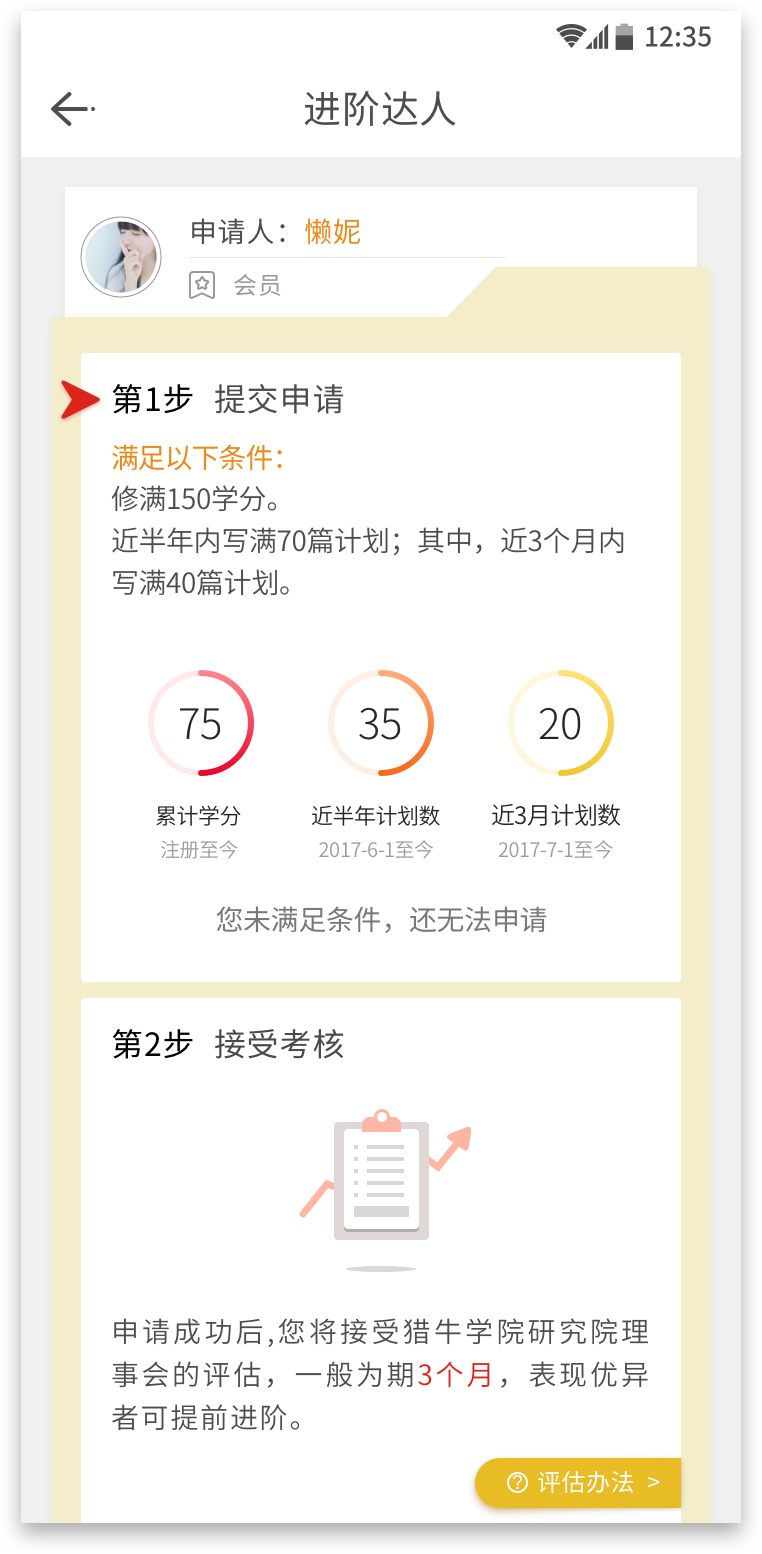 12:35
进阶达人
申请人：懒妮
会员
第1步 提交申请
满足以下条件：
修满150学分。
近半年内写满70篇计划；其中，近3个月内
写满40篇计划。
75 35 20
累计学分 近半年计划数 近3月计划数
注册至今 2017-6-1至今 2017-7-1至今
您未满足条件，还无法申请
第2步 接受考核
申请成功后,您将接受猎牛学院研究院理
事会的评估，一般为期3个月，表现优异
者可提前进阶。
评估办法 >